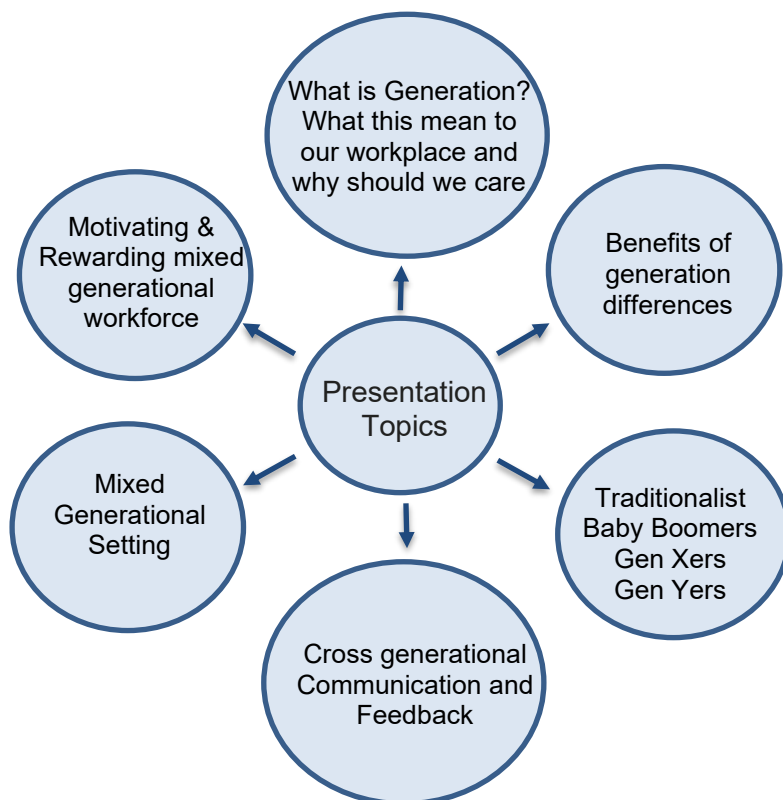 What is Generation?
What this mean to
our workplace and
why should we care
Motivating &
Rewarding mixed
generational
workforce
Benefits of
generation
differences
Presentation
Topics
Mixed
Generational
Setting
Traditionalist
Baby Boomers
Gen Xers
Gen Yers
Cross generational
Communication and
Feedback